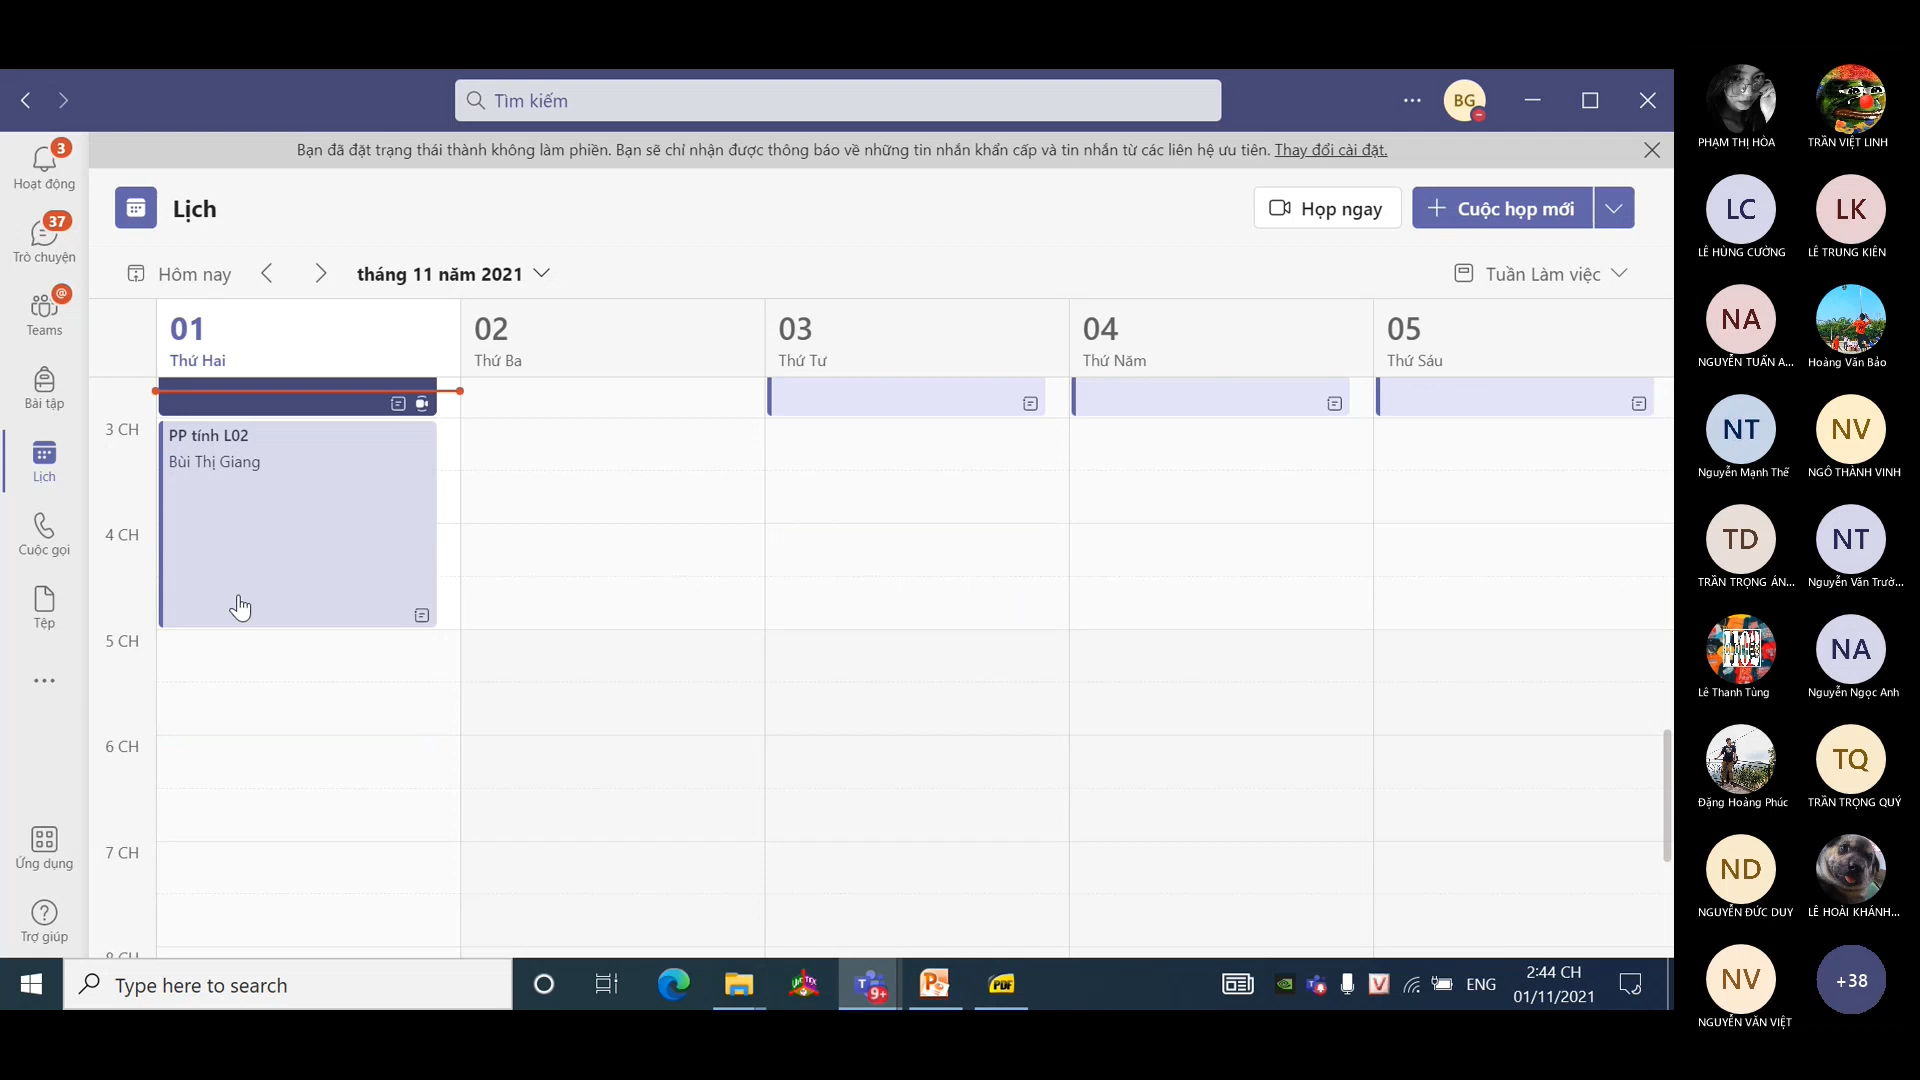 Tìm kiếm
BG
Bạn đã đặt trạng thái thành không làm phiền. Bạn sẽ chỉ nhận được thông báo về những tin nhắn khẩn cấp và tin nhắn từ các liên hệ ưu tiên. Thay đổi cài đặt.
3
Hoạt động
37
Trò chuyện
@
Teams
Bài tập
Lịch
Cuộc gọi
Tệp
Ứng dụng
Trợ giúp
Lịch
Họp ngay
Cuộc họp mới
Hôm nay
tháng 11 năm 2021
Tuần Làm việc
01
Thứ Hai
02
Thứ Ba
03
Thứ Tư
04
Thứ Năm
05
Thứ Sáu
3 CH
PP tính L02
Bùi Thị Giang
4 CH
5 CH
6 CH
7 CH
8 CH
Type here to search
9+
PDF
ENG
2:44 CH
01/11/2021
PHẠM THỊ HÒA
TRẦN VIỆT LINH
LC
LÊ HÙNG CƯỜNG
LK
LÊ TRUNG KIÊN
NA
NGUYỄN TUẤN A...
Hoàng Văn Bảo
NT
Nguyễn Mạnh Thế
NV
NGÔ THÀNH VINH
TD
TRẦN TRỌNG ÁN...
NT
Nguyễn Văn Trườ...
Lê Thanh Tùng
NA
Nguyễn Ngọc Anh
Đặng Hoàng Phúc
TQ
TRẦN TRỌNG QUÝ
ND
NGUYỄN ĐỨC DUY
LÊ HOÀI KHÁNH...
NV
NGUYỄN VĂN VIỆT
+38